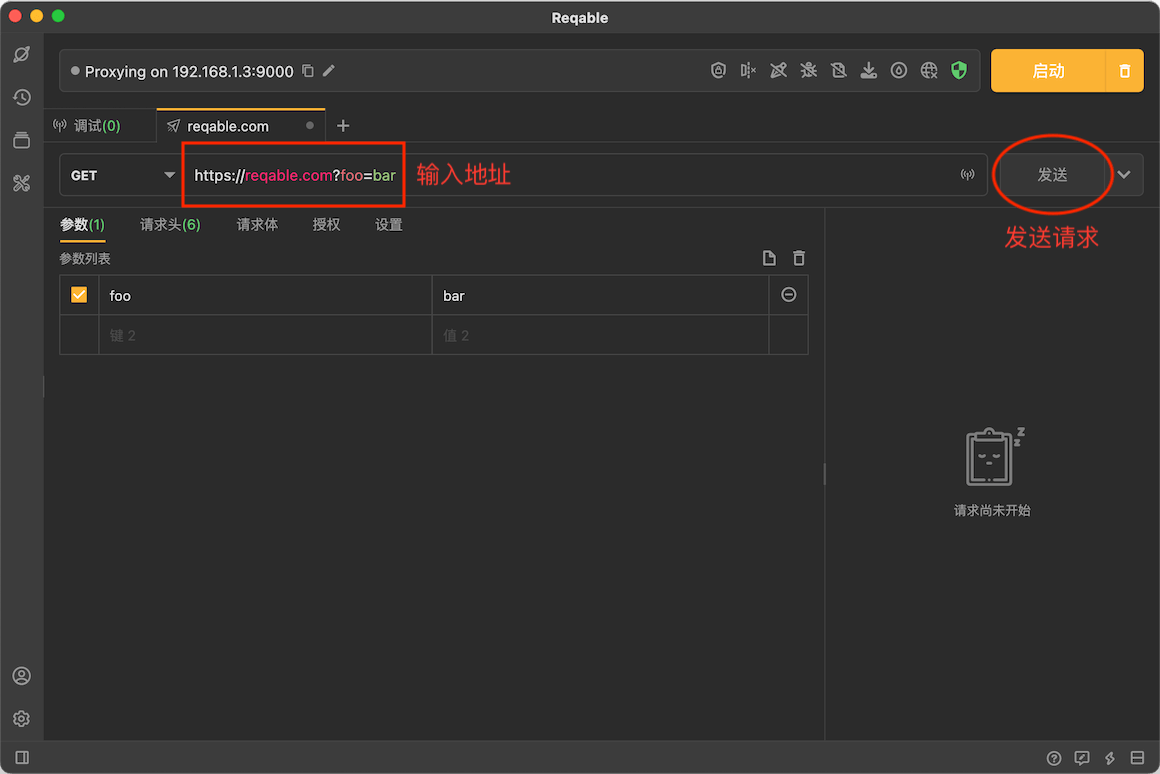 Reqable
Proxying on 192.168.1.3:9000
启动
调试(0)
reqable.com
GET
https://reqable.com?foo=bar
输入地址
发送
发送请求
参数(1)
请求头(6)
请求体
授权
设置
参数列表
foo
bar
键 2
值 2
请求尚未开始